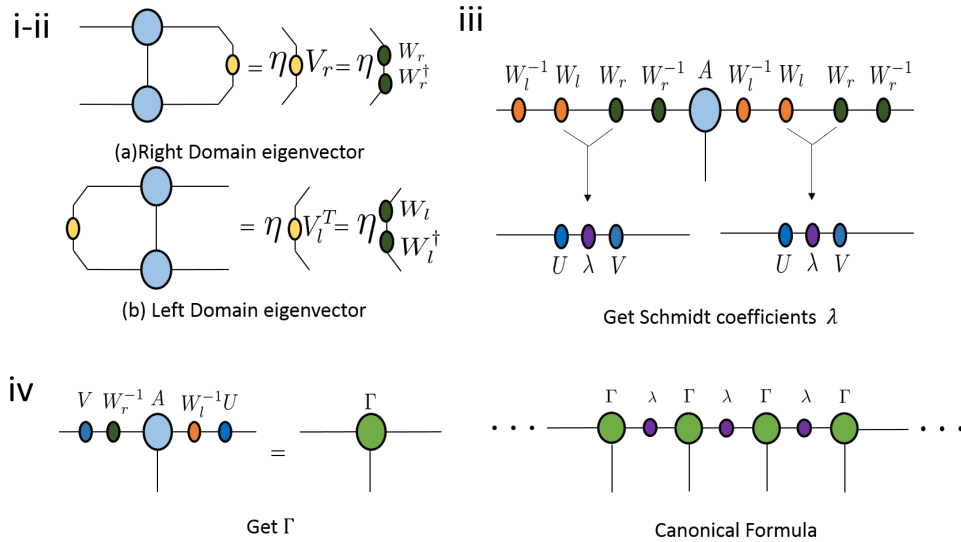 i-ii
= η V_r = η W_r
W_r^†
(a)Right Domain eigenvector
= η V_l^T = η W_l
W_l^†
(b) Left Domain eigenvector
iii
W_l^{-1} W_l W_r W_r^{-1} A W_l^{-1} W_l W_r W_r^{-1}
U λ V U λ V
Get Schmidt coefficients λ
iv
V W_r^{-1} A W_l^{-1} U Γ
=
Get Γ
Γ λ Γ λ Γ λ Γ
··· ···
Canonical Formula